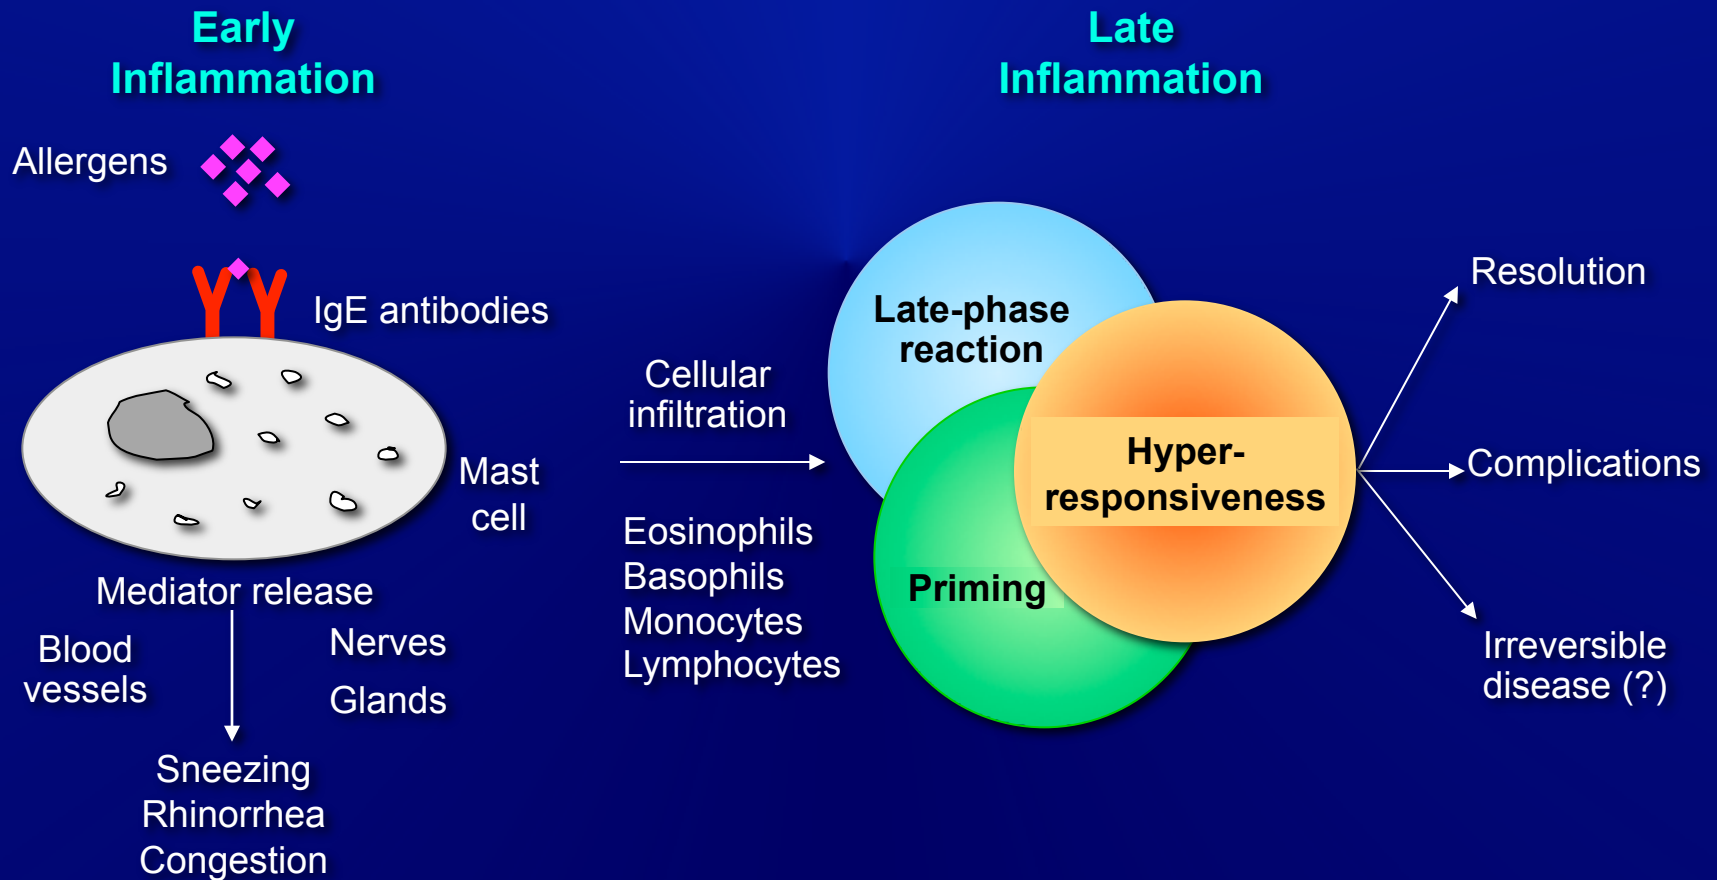 Early
Inflammation
Allergens
IgE antibodies
Mast
cell
Mediator release
Blood
vessels
Nerves
Glands
Sneezing
Rhinorrhea
Congestion
Cellular
infiltration
Eosinophils
Basophils
Monocytes
Lymphocytes
Late
Inflammation
Late-phase
reaction
Hyper-
responsiveness
Priming
Resolution
Complications
Irreversible
disease (?)